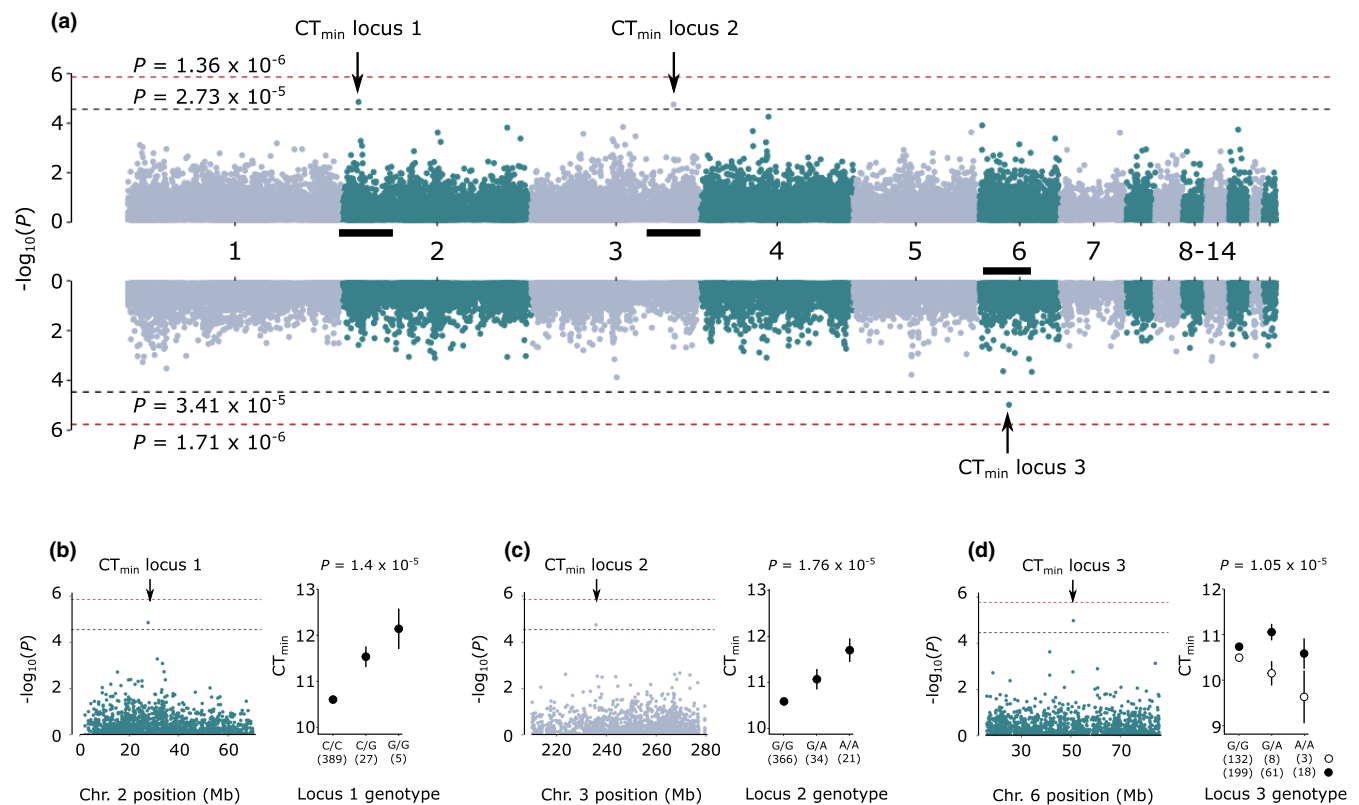 (a)
CTmin locus 1
CTmin locus 2
P = 1.36 x 10-6
P = 2.73 x 10-5
6
4
2
0
-log10(P)
1
2
3
4
5
6
7
8-14
0
2
4
6
P = 3.41 x 10-5
P = 1.71 x 10-6
CTmin locus 3
(b)
CTmin locus 1
-log10(P)
6
4
2
0
0
20
40
60
Chr. 2 position (Mb)
P = 1.4 x 10-5
CTmin
13
12
11
10
C/C
C/G
G/G
(389)
(27)
(5)
Locus 1 genotype
(c)
CTmin locus 2
-log10(P)
6
4
2
0
220
240
260
280
Chr. 3 position (Mb)
P = 1.76 x 10-5
CTmin
13
12
11
10
G/G
G/A
A/A
(366)
(34)
(21)
Locus 2 genotype
(d)
CTmin locus 3
-log10(P)
6
4
2
0
30
50
70
Chr. 6 position (Mb)
P = 1.05 x 10-5
CTmin
12
11
10
9
G/G
G/A
A/A
(132)
(8)
(3)
(199)
(61)
(18)
Locus 3 genotype